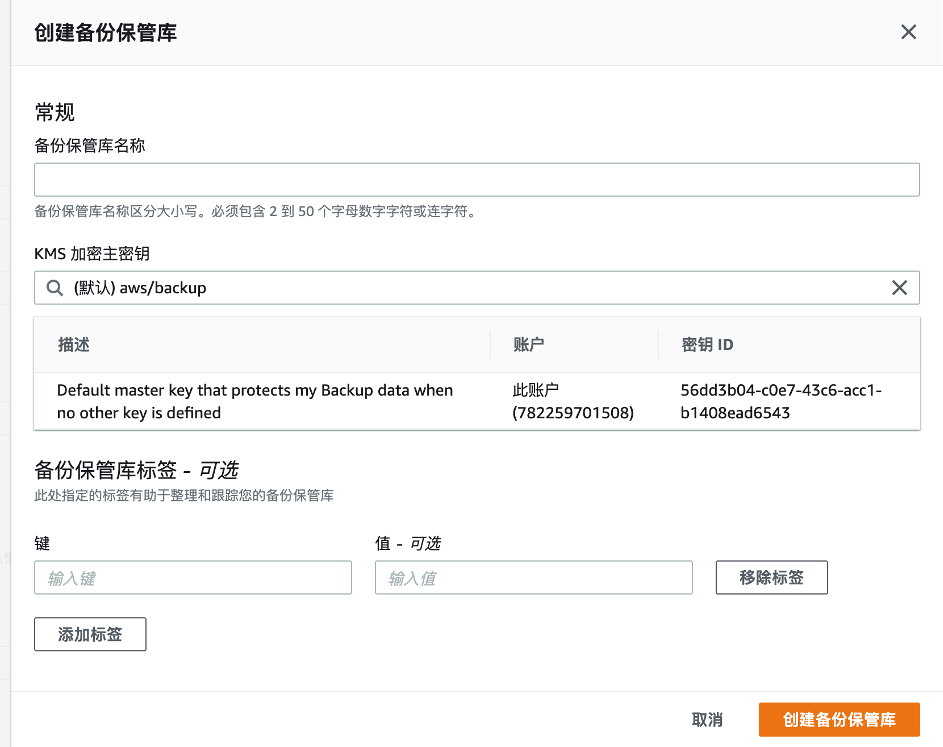 创建备份保管库
常规
备份保管库名称
备份保管库名称区分大小写。必须包含 2 到 50 个字母数字字符或连字符。
KMS 加密主密钥
(默认) aws/backup
描述 账户 密钥 ID
Default master key that protects my Backup data when 此账户 56dd3b04-c0e7-43c6-acc1-
no other key is defined (782259701508) b1408ead6543
备份保管库标签 - 可选
此处指定的标签有助于整理和跟踪您的备份保管库
键 值 - 可选
输入键 输入值 移除标签
添加标签
取消 创建备份保管库